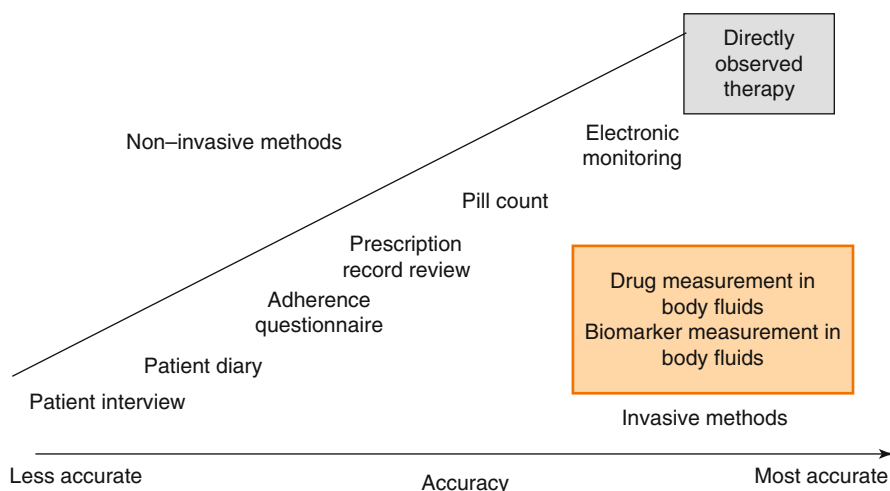 Directly
observed
therapy
Non–invasive methods
Electronic
monitoring
Pill count
Prescription
record review
Adherence
questionnaire
Drug measurement in
body fluids
Biomarker measurement in
body fluids
Patient diary
Patient interview
Invasive methods
Less accurate
Accuracy
Most accurate